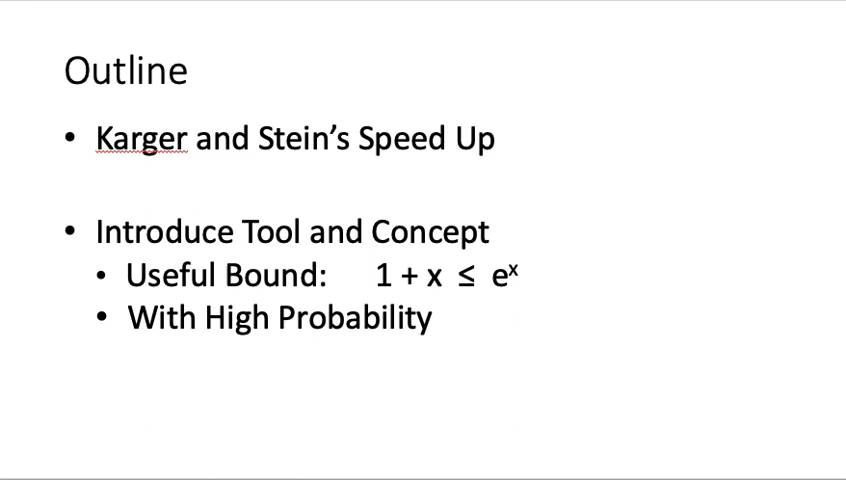 Outline
• Karger and Stein's Speed Up
• Introduce Tool and Concept
• Useful Bound: 1 + x ≤ eˣ
• With High Probability